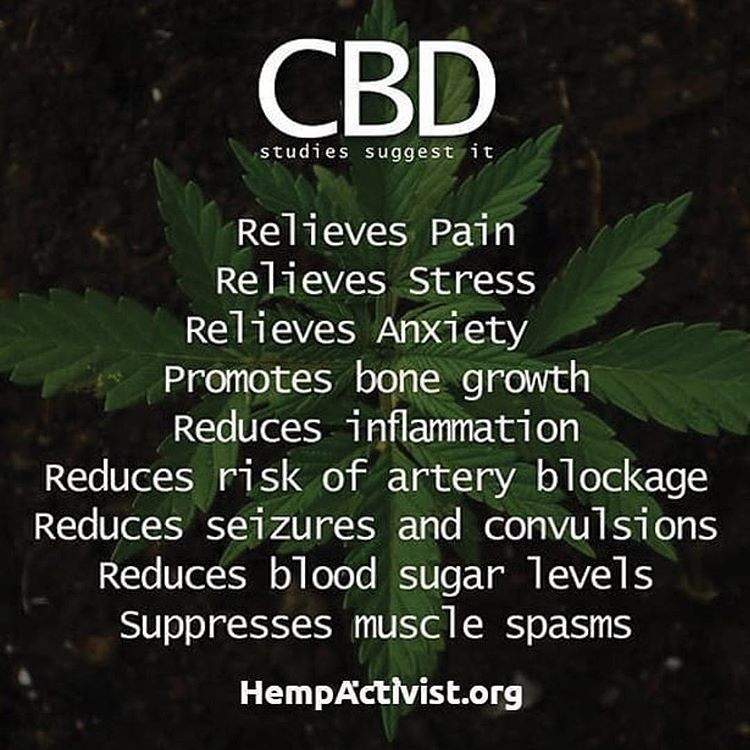 CBD
studies suggest it
Relieves Pain
Relieves Stress
Relieves Anxiety
Promotes bone growth
Reduces inflammation
Reduces risk of artery blockage
Reduces seizures and convulsions
Reduces blood sugar levels
Suppresses muscle spasms
HempActivist.org